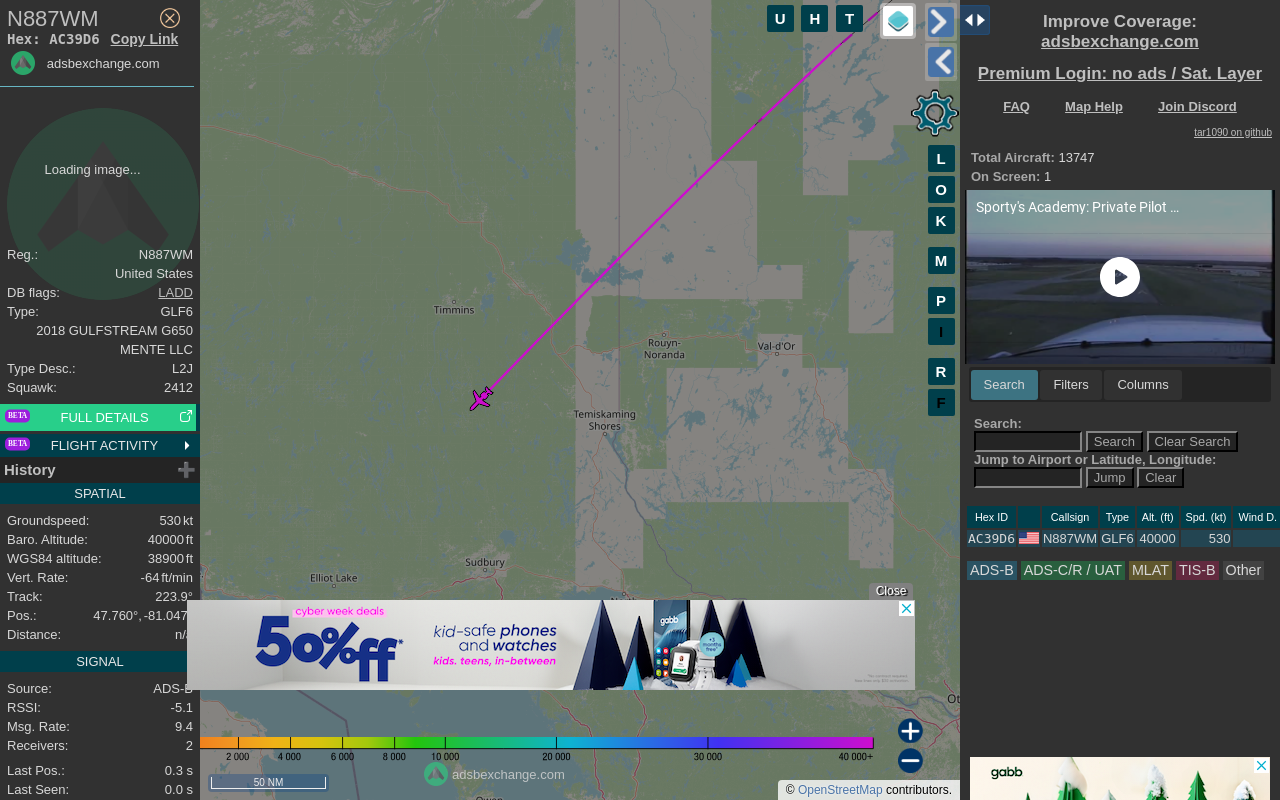 N887WM
Hex: AC39D6 Copy Link
adsbexchange.com
Loading image...
Reg.: N887WM
United States
DB flags: LADD
Type: GLF6
2018 GULFSTREAM G650
MENTE LLC
Type Desc.: L2J
Squawk: 2412
BETA FULL DETAILS
BETA FLIGHT ACTIVITY
History
SPATIAL
Groundspeed: 530 kt
Baro. Altitude: 40000 ft
WGS84 altitude: 38900 ft
Vert. Rate: -64 ft/min
Track: 223.9°
Pos.: 47.760°, -81.047
Distance: n/a
SIGNAL
Source: ADS-B
RSSI: -5.1
Msg. Rate: 9.4
Receivers: 2
Last Pos.: 0.3 s
Last Seen: 0.0 s
U H T
L
O
K
M
P
I
R
F
Timmins
Rouyn-
Noranda
Val-d'Or
Temiskaming
Shores
Sudbury
Elliot Lake
Close
cyber week deals
50% off*
kid-safe phones
and watches
kids. teens, in-between
gabb
+3
months
free*
2 000 4 000 6 000 8 000 10 000 20 000 30 000 40 000+
adsbexchange.com
50 NM
© OpenStreetMap contributors.
Improve Coverage:
adsbexchange.com
Premium Login: no ads / Sat. Layer
FAQ Map Help Join Discord
tar1090 on github
Total Aircraft: 13747
On Screen: 1
Sporty's Academy: Private Pilot ...
Search Filters Columns
Search:
Search Clear Search
Jump to Airport or Latitude, Longitude:
Jump Clear
Hex ID Callsign Type Alt. (ft) Spd. (kt) Wind D.
AC39D6 N887WM GLF6 40000 530
ADS-B ADS-C/R / UAT MLAT TIS-B Other
gabb